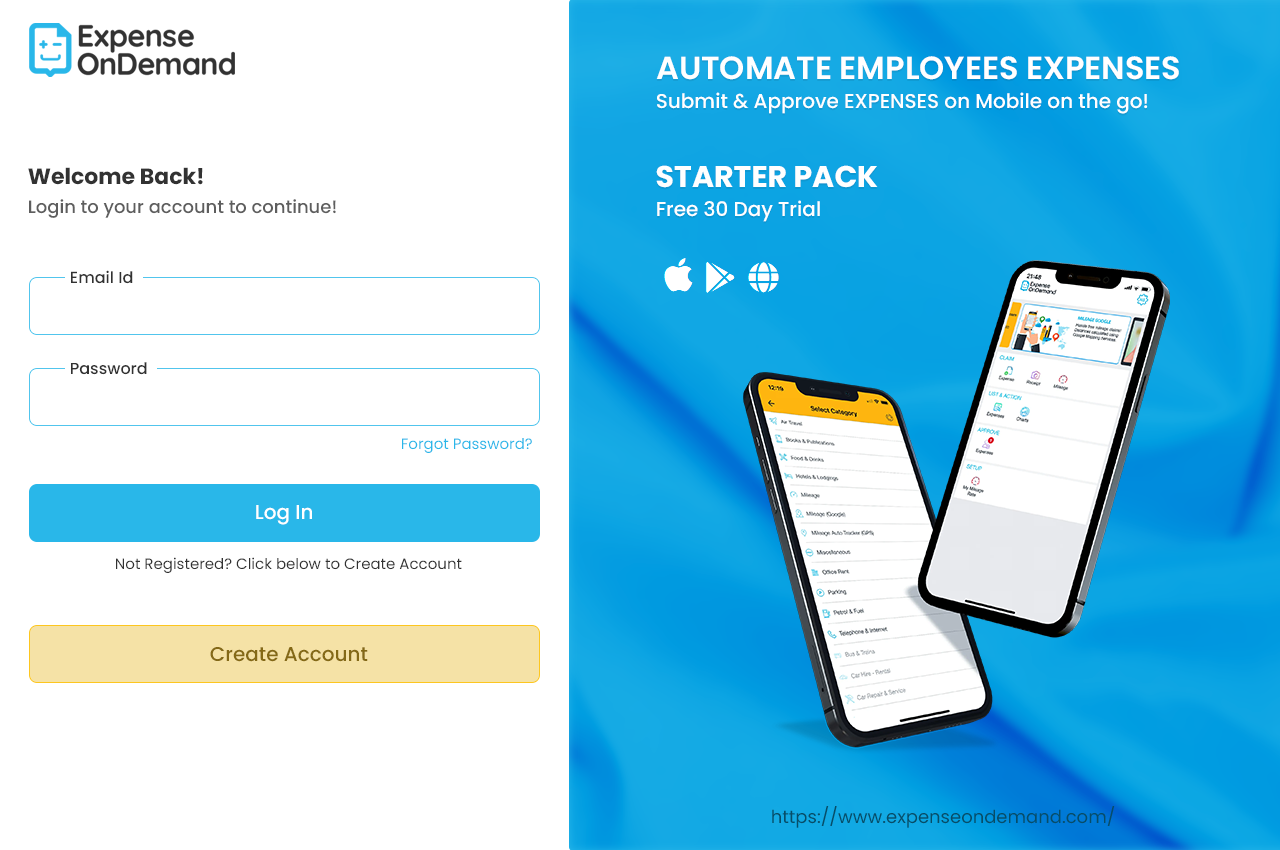 Expense
OnDemand
Welcome Back!
Login to your account to continue!
Email Id
Password
Forgot Password?
Log In
Not Registered? Click below to Create Account
Create Account
AUTOMATE EMPLOYEES EXPENSES
Submit & Approve EXPENSES on Mobile on the go!
STARTER PACK
Free 30 Day Trial
21:48
Expense
OnDemand
MILEAGE GOOGLE
Google Mapping Services.
CLAIM
Expense
Receipt
Mileage
LIST & ACTION
Expenses
Charts
APPROVE
Expenses
SETUP
My Mileage
Rate
12:19
Select Category
Air Travel
Books & Publications
Food & Drinks
Hotels & Lodgings
Mileage
Mileage (Google)
Mileage Auto Tracker (GPS)
Miscellaneous
Office Rent
Parking
Petrol & Fuel
Telephone & Internet
Bus & Trains
Car Hire - Rental
Car Repair & Service
https://www.expenseondemand.com/